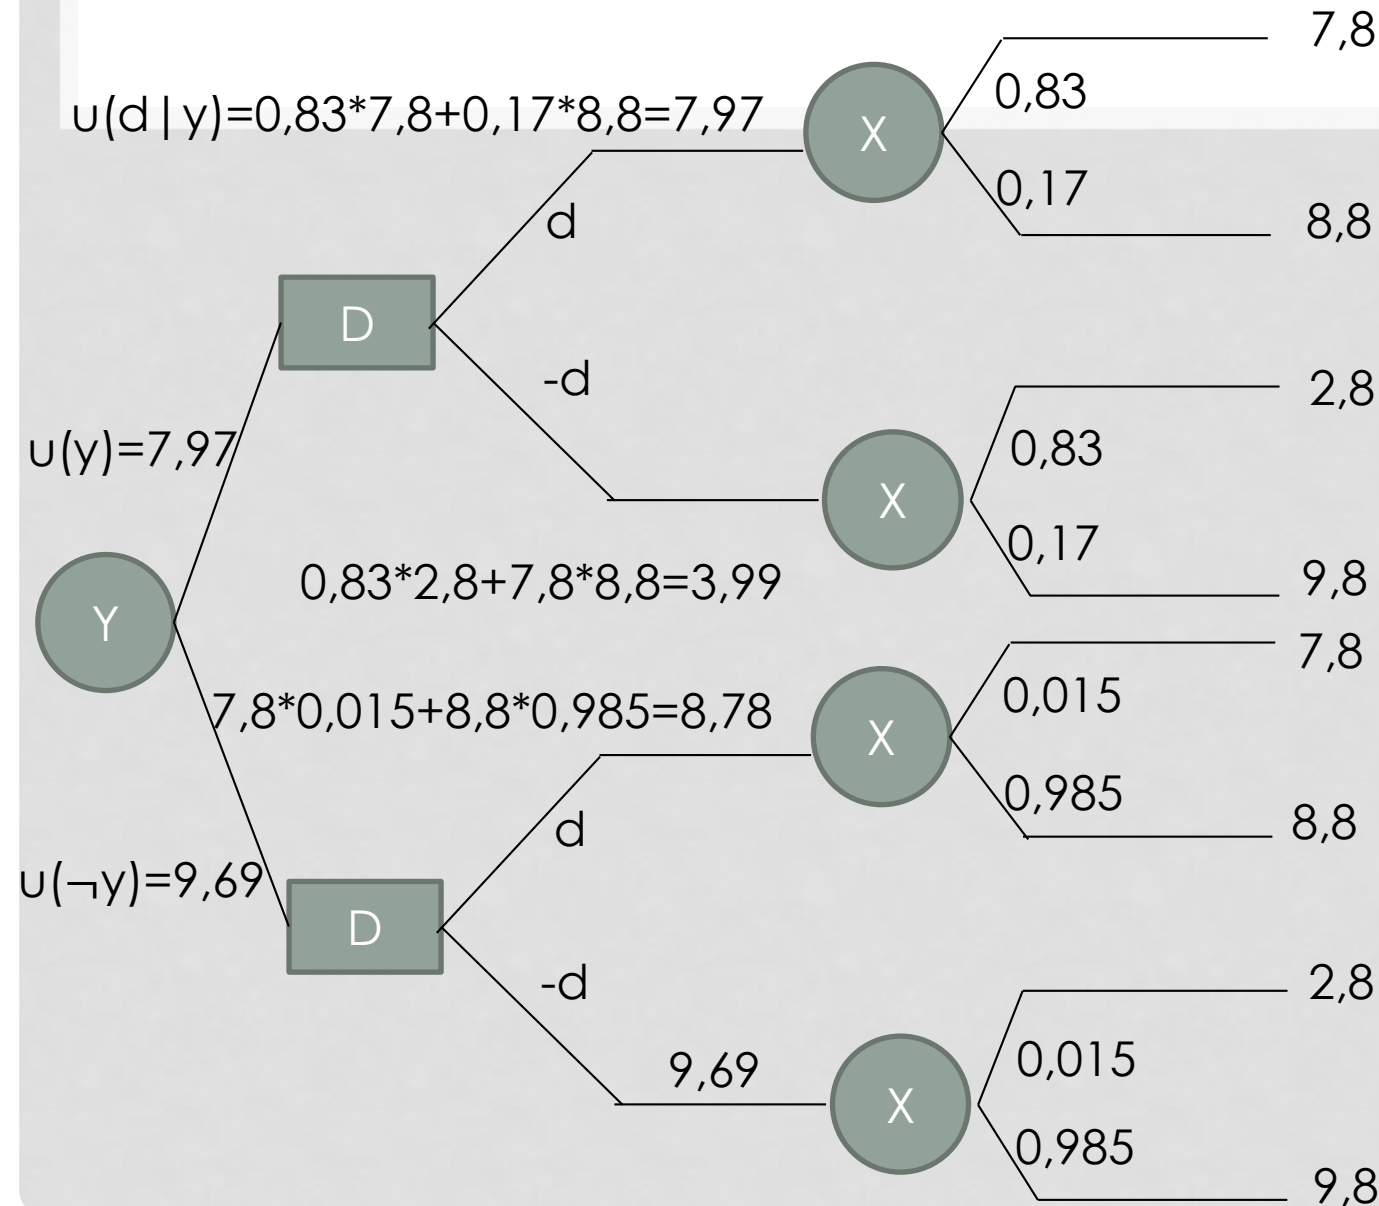 7,8
0,83
u(d|y)=0,83*7,8+0,17*8,8=7,97
X
0,17
d
8,8
D
-d
2,8
u(y)=7,97
0,83
X
0,17
0,83*2,8+7,8*8,8=3,99
9,8
Y
7,8
0,015
7,8*0,015+8,8*0,985=8,78
X
0,985
d
8,8
u(¬y)=9,69
D
-d
2,8
0,015
9,69
X
0,985
9,8